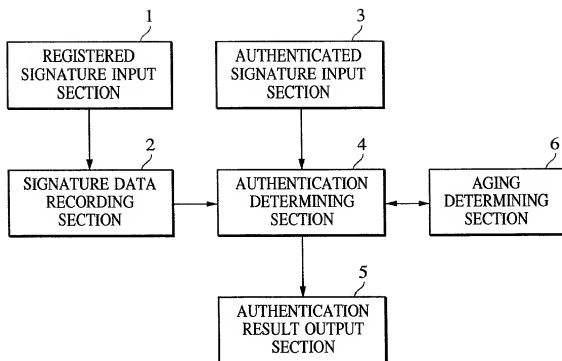 1
REGISTERED
SIGNATURE INPUT
SECTION
3
AUTHENTICATED
SIGNATURE INPUT
SECTION
2
SIGNATURE DATA
RECORDING
SECTION
4
AUTHENTICATION
DETERMINING
SECTION
6
AGING
DETERMINING
SECTION
5
AUTHENTICATION
RESULT OUTPUT
SECTION